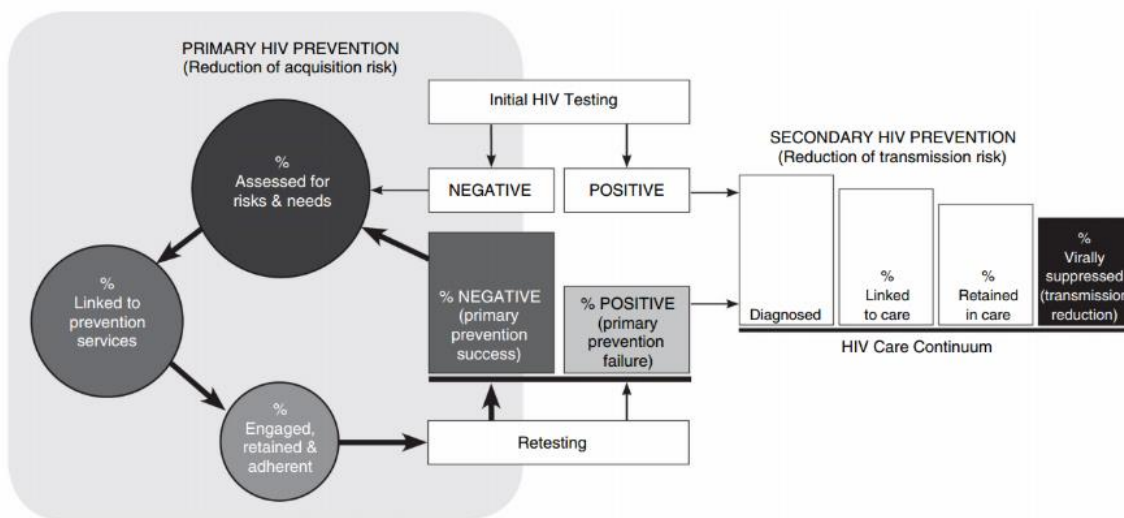 PRIMARY HIV PREVENTION
(Reduction of acquisition risk)
Initial HIV Testing
NEGATIVE
POSITIVE
%
Assessed for
risks & needs
%
Linked to
prevention
services
%
Engaged,
retained &
adherent
% NEGATIVE
(primary
prevention
success)
% POSITIVE
(primary
prevention
failure)
Retesting
SECONDARY HIV PREVENTION
(Reduction of transmission risk)
Diagnosed
%
Linked
to care
%
Retained
in care
%
Virally
suppressed
(transmission
reduction)
HIV Care Continuum